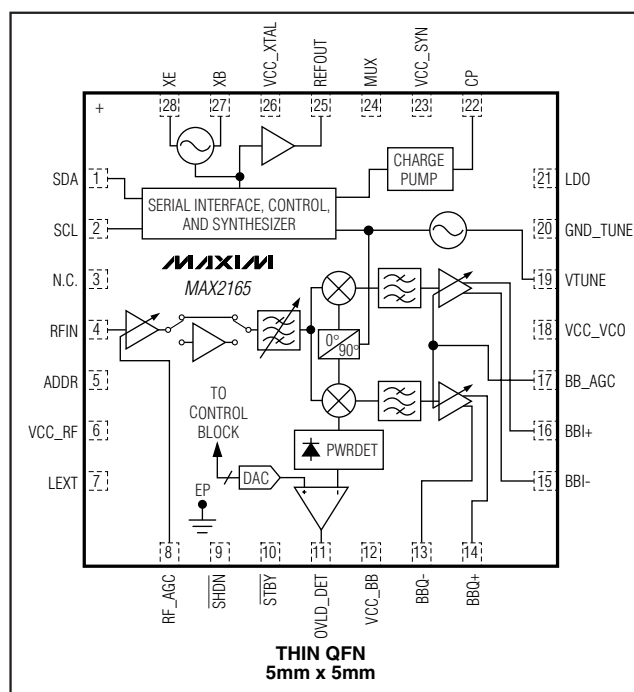 XE
XB
VCC_XTAL
REFOUT
MUX
VCC_SYN
CP
28
27
26
25
24
23
22
+
SDA 1
SCL 2
N.C. 3
RFIN 4
ADDR 5
VCC_RF 6
LEXT 7
CHARGE
PUMP
SERIAL INTERFACE, CONTROL,
AND SYNTHESIZER
MAXIM
MAX2165
0°
90°
TO
CONTROL
BLOCK
PWRDET
DAC
+ -
EP
21 LDO
20 GND_TUNE
19 VTUNE
18 VCC_VCO
17 BB_AGC
16 BBI+
15 BBI-
8
9
10
11
12
13
14
RF_AGC
SHDN
STBY
OVLD_DET
VCC_BB
BBQ-
BBQ+
THIN QFN
5mm x 5mm